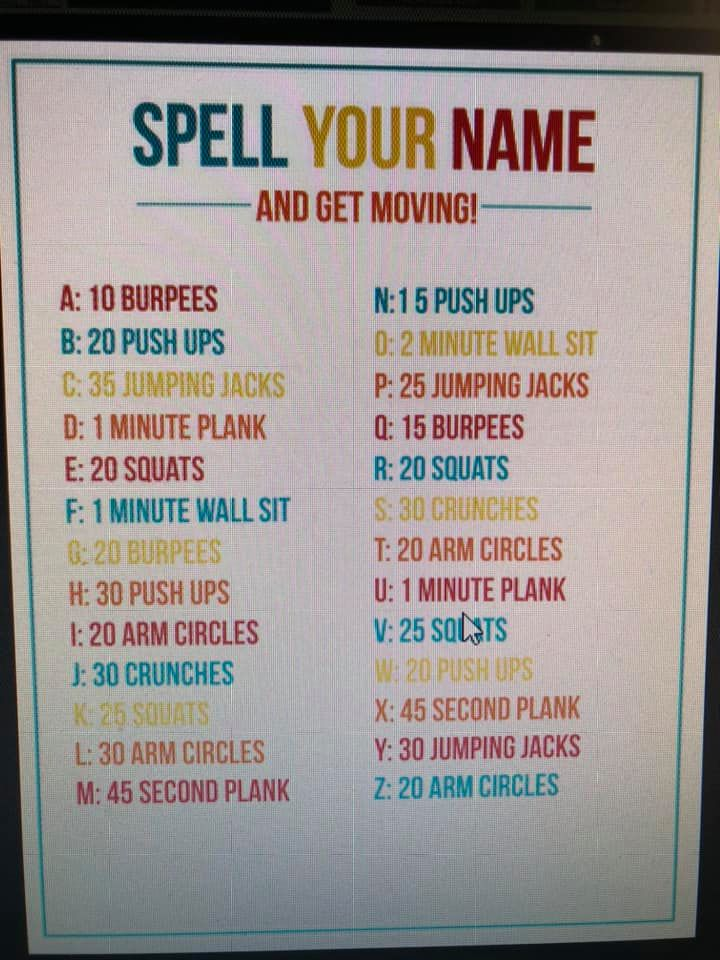 SPELL YOUR NAME
AND GET MOVING!
A: 10 BURPEES
B: 20 PUSH UPS
C: 35 JUMPING JACKS
D: 1 MINUTE PLANK
E: 20 SQUATS
F: 1 MINUTE WALL SIT
G: 20 BURPEES
H: 30 PUSH UPS
I: 20 ARM CIRCLES
J: 30 CRUNCHES
K: 25 SQUATS
L: 30 ARM CIRCLES
M: 45 SECOND PLANK
N:1 5 PUSH UPS
O: 2 MINUTE WALL SIT
P: 25 JUMPING JACKS
Q: 15 BURPEES
R: 20 SQUATS
S: 30 CRUNCHES
T: 20 ARM CIRCLES
U: 1 MINUTE PLANK
V: 25 SQUATS
W: 20 PUSH UPS
X: 45 SECOND PLANK
Y: 30 JUMPING JACKS
Z: 20 ARM CIRCLES